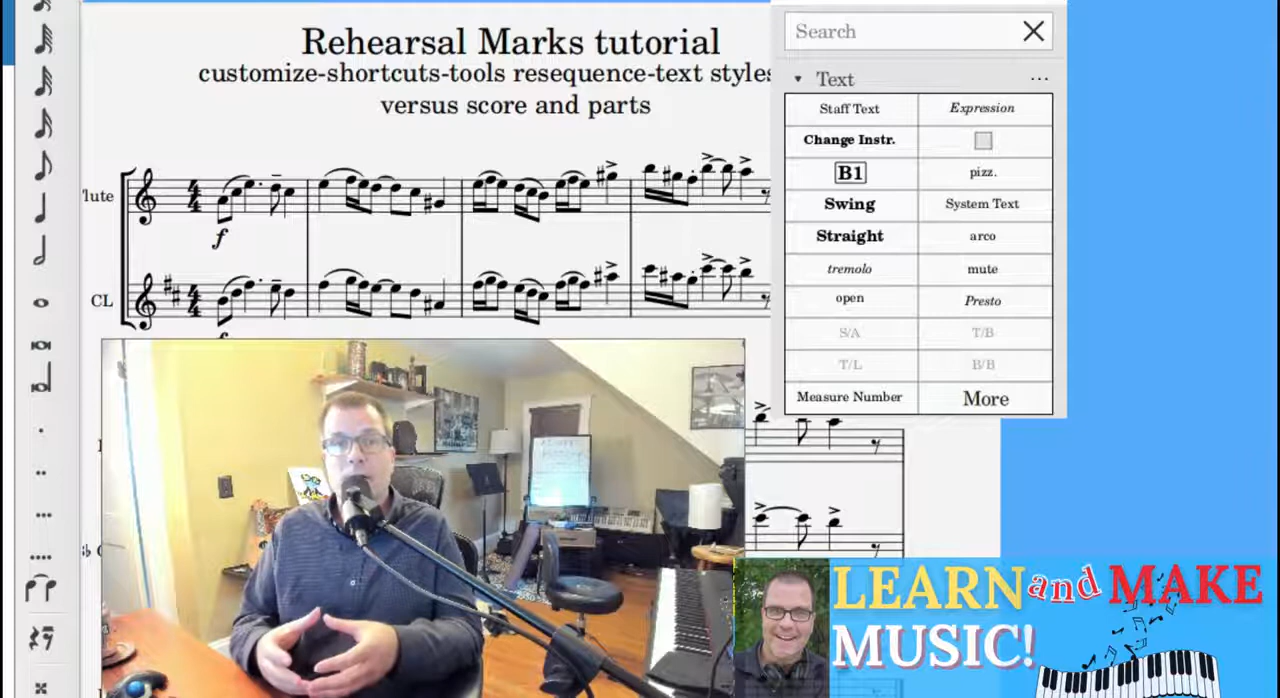 Rehearsal Marks tutorial
customize-shortcuts-tools resequence-text styles
versus score and parts
Search
Text
Staff Text
Expression
Change Instr.
B1
pizz.
Swing
System Text
Straight
arco
tremolo
mute
open
Presto
S/A
T/B
T/L
B/B
Measure Number
More
lute
f
CL
LEARN and MAKE
MUSIC!